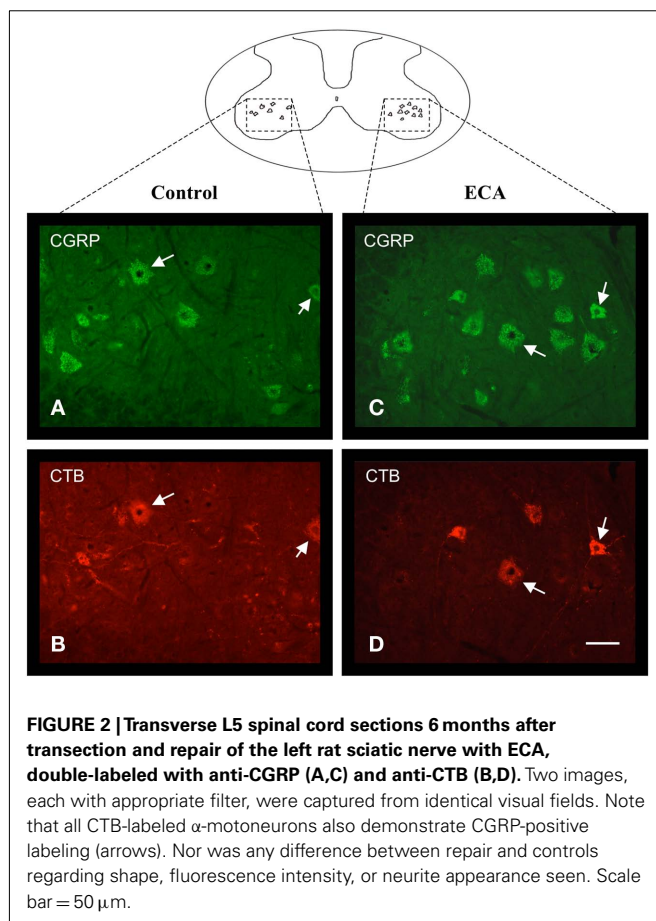 Control ECA
CGRP CGRP
A C
CTB CTB
B D
FIGURE 2 | Transverse L5 spinal cord sections 6 months after
transection and repair of the left rat sciatic nerve with ECA,
double-labeled with anti-CGRP (A,C) and anti-CTB (B,D). Two images,
each with appropriate filter, were captured from identical visual fields. Note
that all CTB-labeled α-motoneurons also demonstrate CGRP-positive
labeling (arrows). Nor was any difference between repair and controls
regarding shape, fluorescence intensity, or neurite appearance seen. Scale
bar = 50 μm.